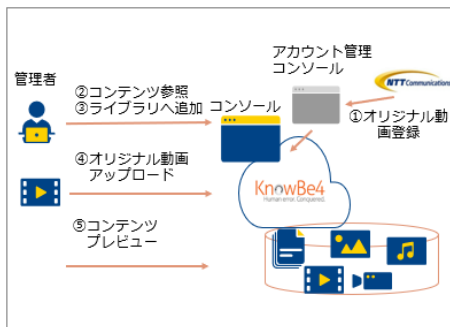 アカウント管理
コンソール
NTT Communications
管理者
②コンテンツ参照
③ライブラリへ追加
コンソール
①オリジナル動
画登録
④オリジナル動画
アップロード
KnowBe4
Human error. Conquered.
⑤コンテンツ
プレビュー